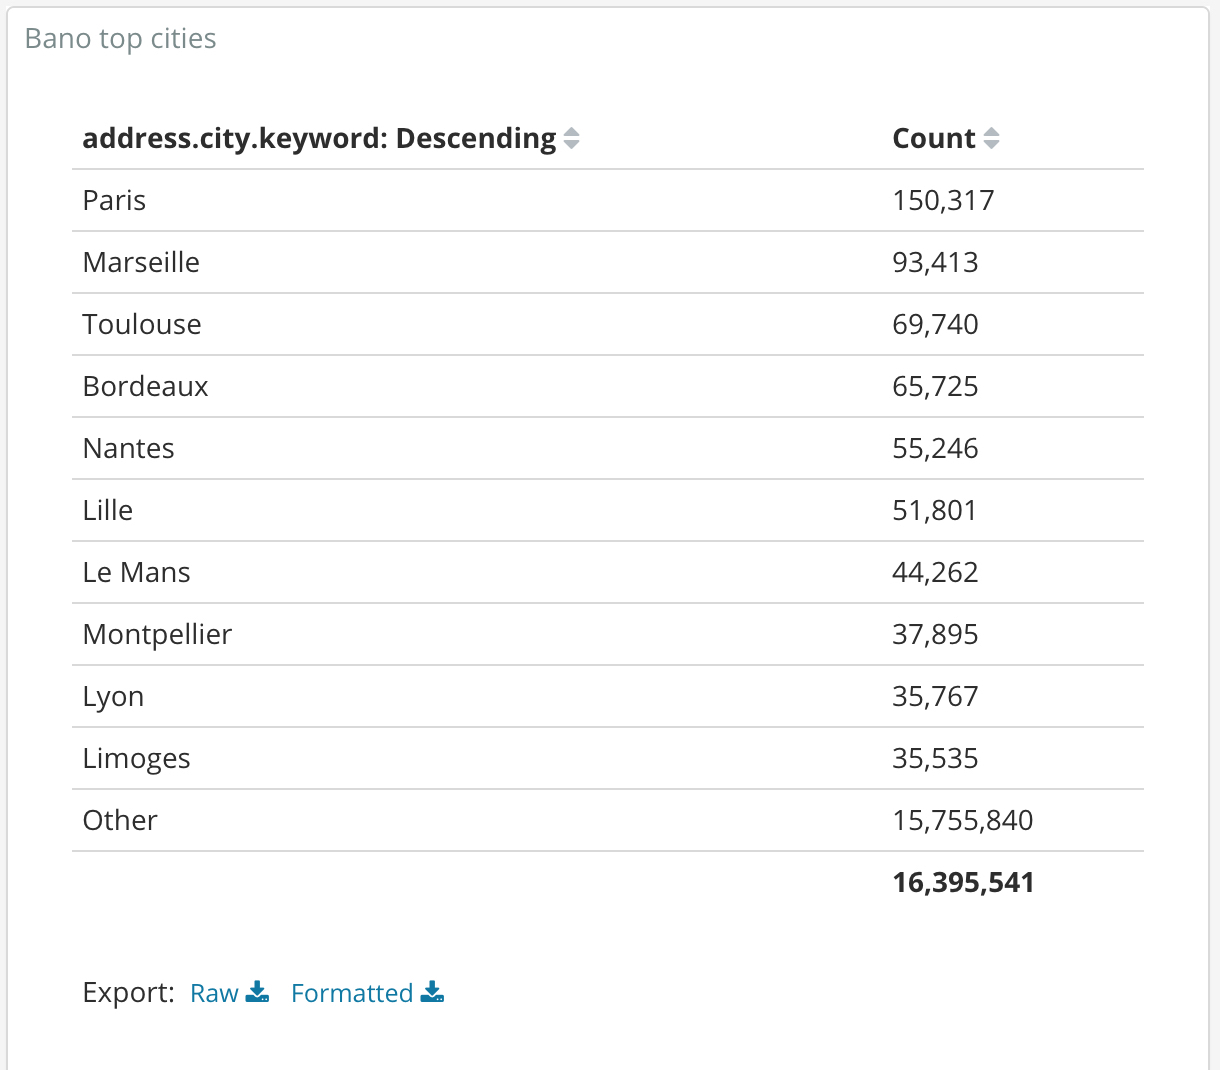 Bano top cities
address.city.keyword: Descending Count
Paris 150,317
Marseille 93,413
Toulouse 69,740
Bordeaux 65,725
Nantes 55,246
Lille 51,801
Le Mans 44,262
Montpellier 37,895
Lyon 35,767
Limoges 35,535
Other 15,755,840
16,395,541
Export: Raw Formatted